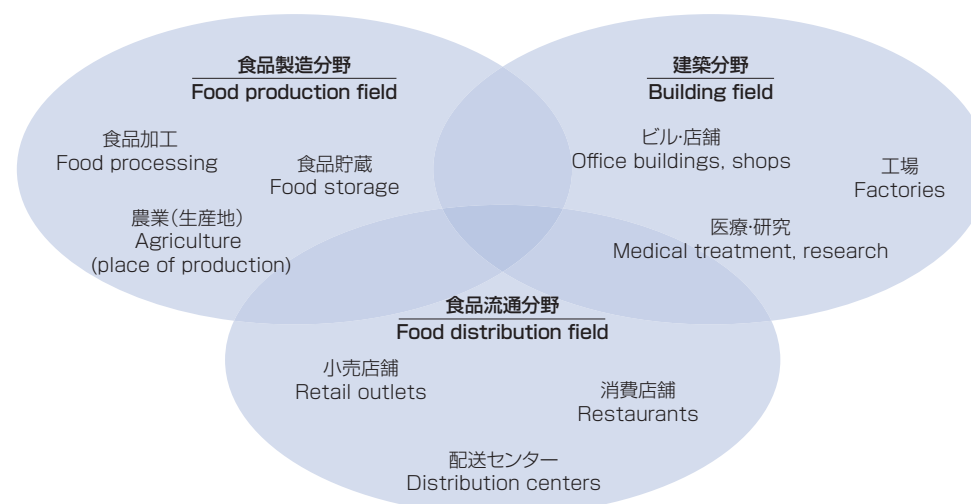 食品製造分野
Food production field
食品加工
Food processing
食品貯蔵
Food storage
農業(生産地)
Agriculture
(place of production)
建築分野
Building field
ビル・店舗
Office buildings, shops
工場
Factories
医療・研究
Medical treatment, research
食品流通分野
Food distribution field
小売店舗
Retail outlets
消費店舗
Restaurants
配送センター
Distribution centers